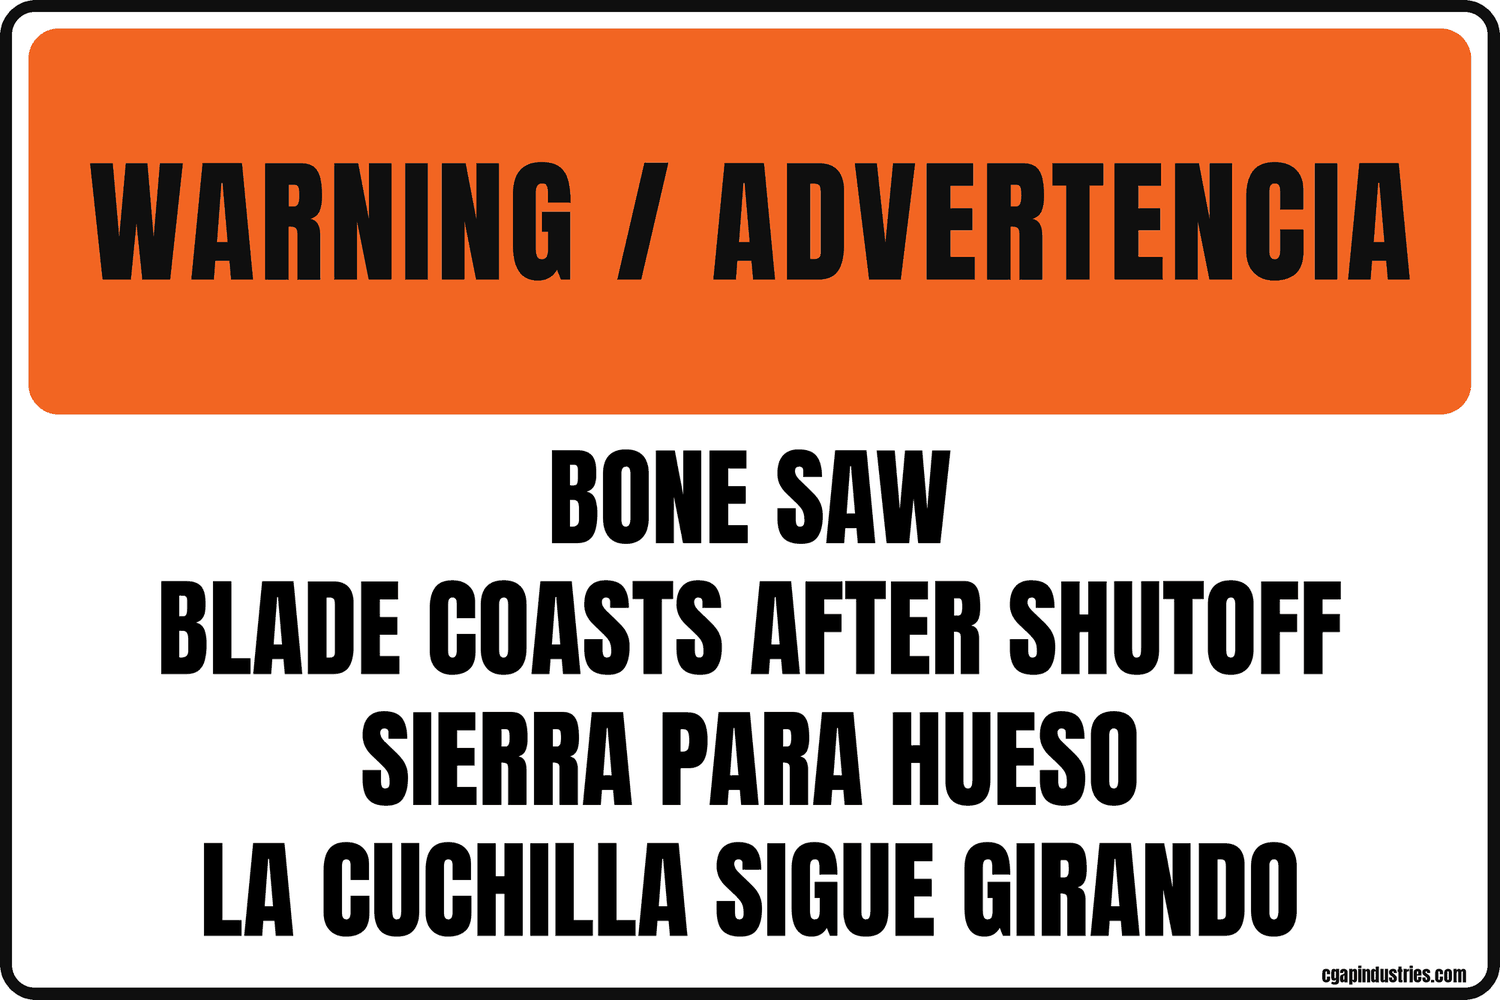 WARNING / ADVERTENCIA
BONE SAW
BLADE COASTS AFTER SHUTOFF
SIERRA PARA HUESO
LA CUCHILLA SIGUE GIRANDO
cgapindustries.com